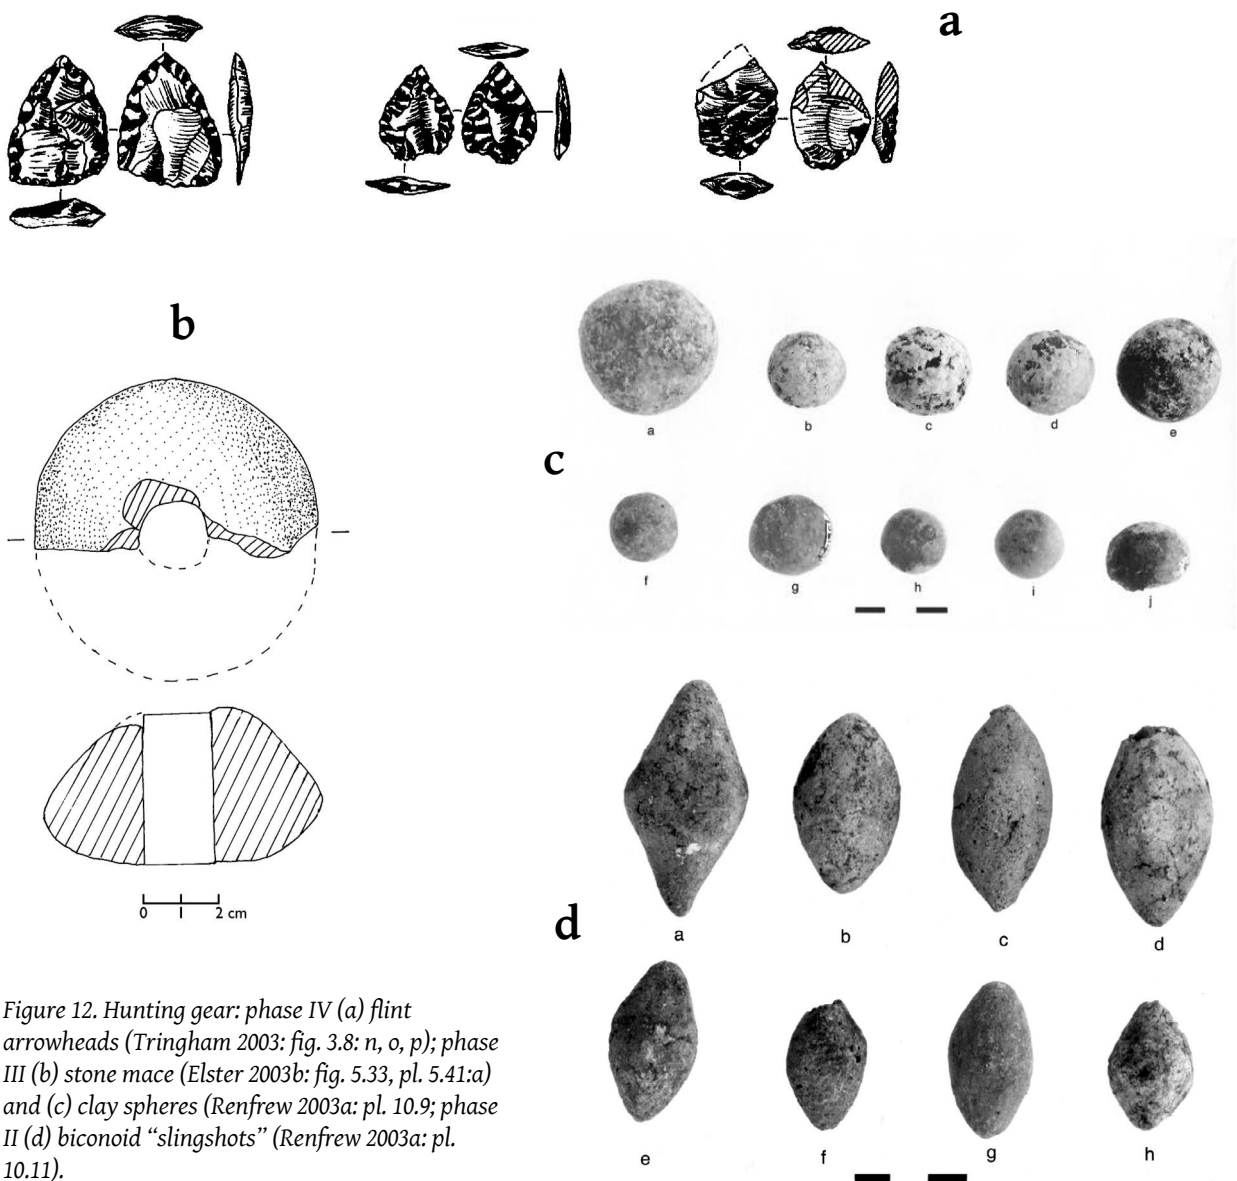 a
b
a
b
c
d
e
c
f
g
h
i
j
0 1 2 cm
a
b
c
d
d
e
f
g
h
Figure 12. Hunting gear: phase IV (a) flint
arrowheads (Tringham 2003: fig. 3.8: n, o, p); phase
III (b) stone mace (Elster 2003b: fig. 5.33, pl. 5.41:a)
and (c) clay spheres (Renfrew 2003a: pl. 10.9; phase
II (d) biconoid “slingshots” (Renfrew 2003a: pl.
10.11).